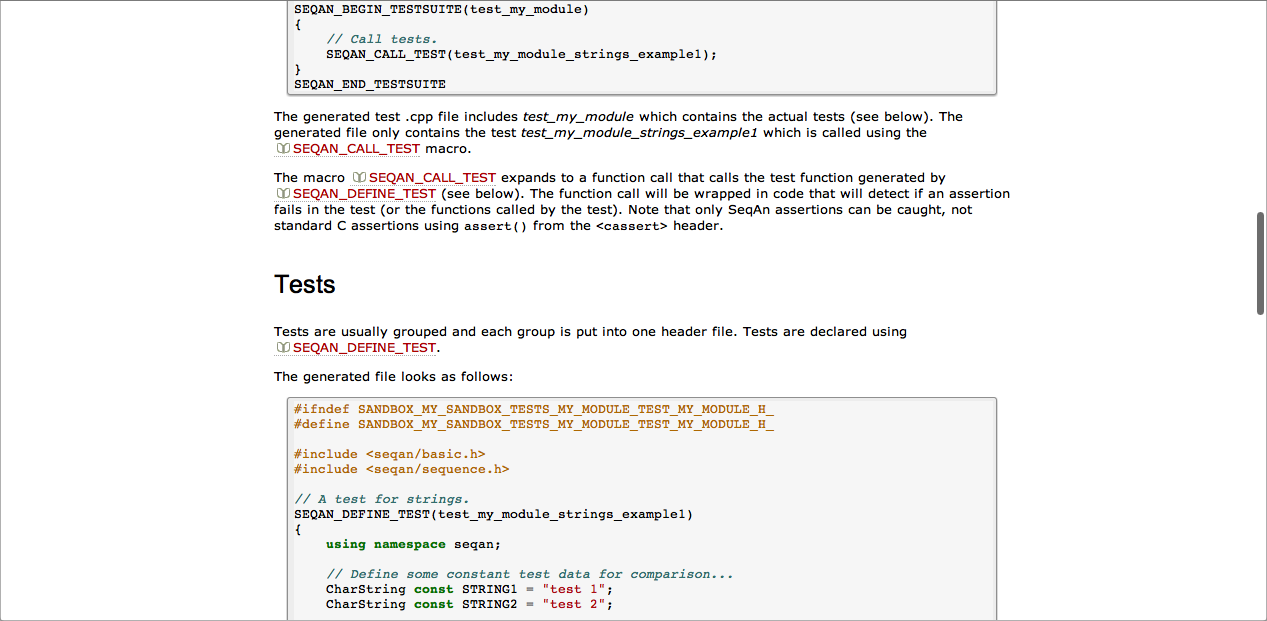 SEQAN_BEGIN_TESTSUITE(test_my_module)
{
    // Call tests.
    SEQAN_CALL_TEST(test_my_module_strings_example1);
}
SEQAN_END_TESTSUITE
The generated test .cpp file includes test_my_module which contains the actual tests (see below). The
generated file only contains the test test_my_module_strings_example1 which is called using the
SEQAN_CALL_TEST macro.
The macro SEQAN_CALL_TEST expands to a function call that calls the test function generated by
SEQAN_DEFINE_TEST (see below). The function call will be wrapped in code that will detect if an assertion
fails in the test (or the functions called by the test). Note that only SeqAn assertions can be caught, not
standard C assertions using assert() from the <cassert> header.
Tests
Tests are usually grouped and each group is put into one header file. Tests are declared using
SEQAN_DEFINE_TEST.
The generated file looks as follows:
#ifndef SANDBOX_MY_SANDBOX_TESTS_MY_MODULE_TEST_MY_MODULE_H_
#define SANDBOX_MY_SANDBOX_TESTS_MY_MODULE_TEST_MY_MODULE_H_
#include <seqan/basic.h>
#include <seqan/sequence.h>
// A test for strings.
SEQAN_DEFINE_TEST(test_my_module_strings_example1)
{
    using namespace seqan;
    // Define some constant test data for comparison...
    CharString const STRING1 = "test 1";
    CharString const STRING2 = "test 2";